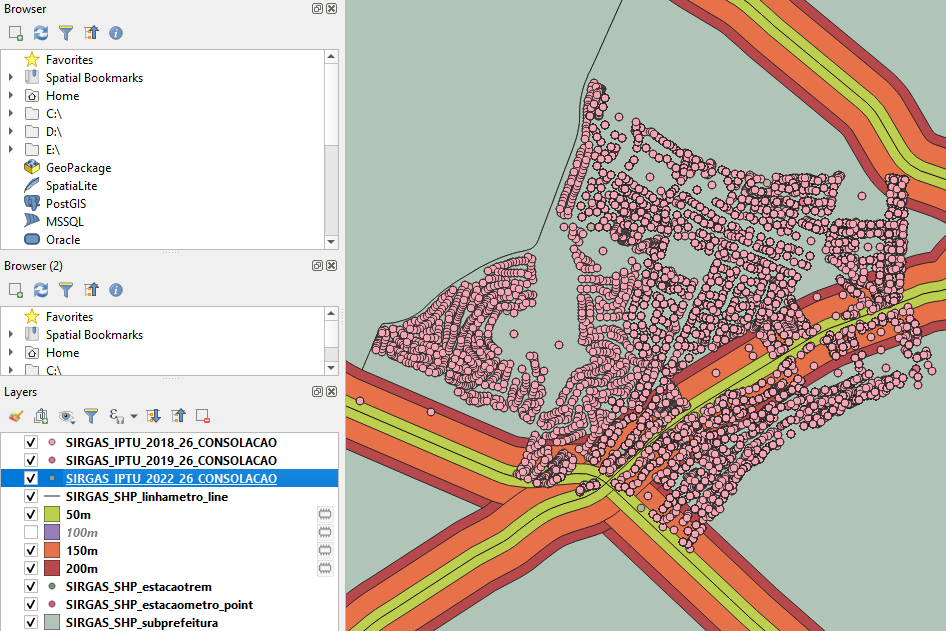 Browser
Favorites
Spatial Bookmarks
Home
C:\
D:\
E:\
GeoPackage
SpatiaLite
PostGIS
MSSQL
Oracle
Browser (2)
Favorites
Spatial Bookmarks
Home
C:\
Layers
SIRGAS_IPTU_2018_26_CONSOLACAO
SIRGAS_IPTU_2019_26_CONSOLACAO
SIRGAS_IPTU_2022_26_CONSOLACAO
SIRGAS_SHP_linhametro_line
50m
100m
150m
200m
SIRGAS_SHP_estacaotrem
SIRGAS_SHP_estacaometro_point
SIRGAS_SHP_subprefeitura